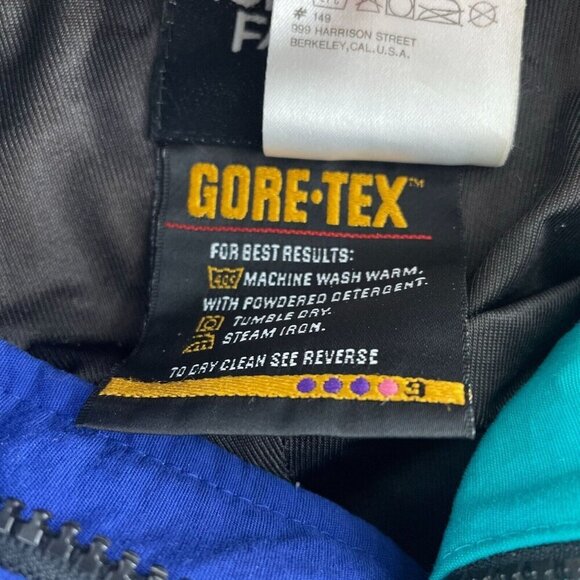 # 149
999 HARRISON STREET
BERKELEY, CAL. U.S.A.
GORE-TEX™
FOR BEST RESULTS:
MACHINE WASH WARM,
WITH POWDERED DETERGENT.
TUMBLE DRY.
STEAM IRON.
TO DRY CLEAN SEE REVERSE